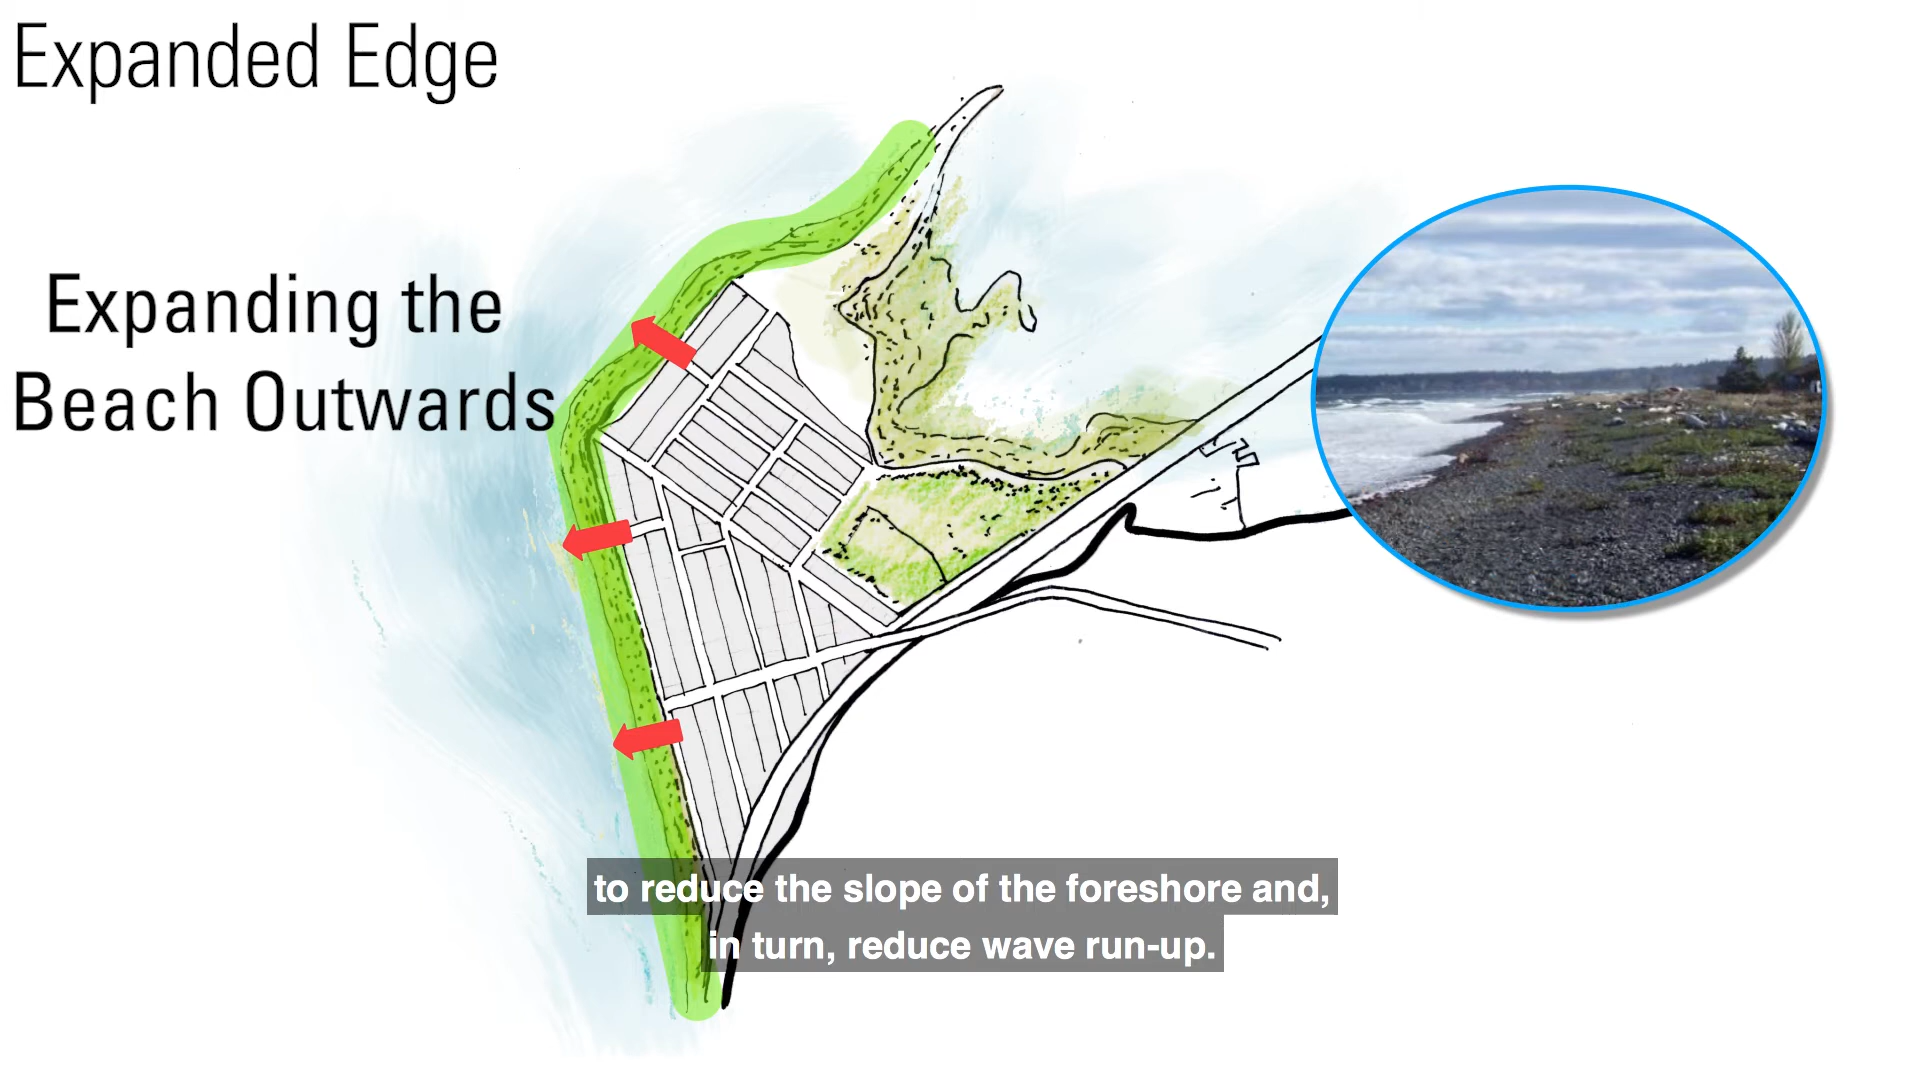 Expanded Edge
Expanding the
Beach Outwards
to reduce the slope of the foreshore and,
in turn, reduce wave run-up.